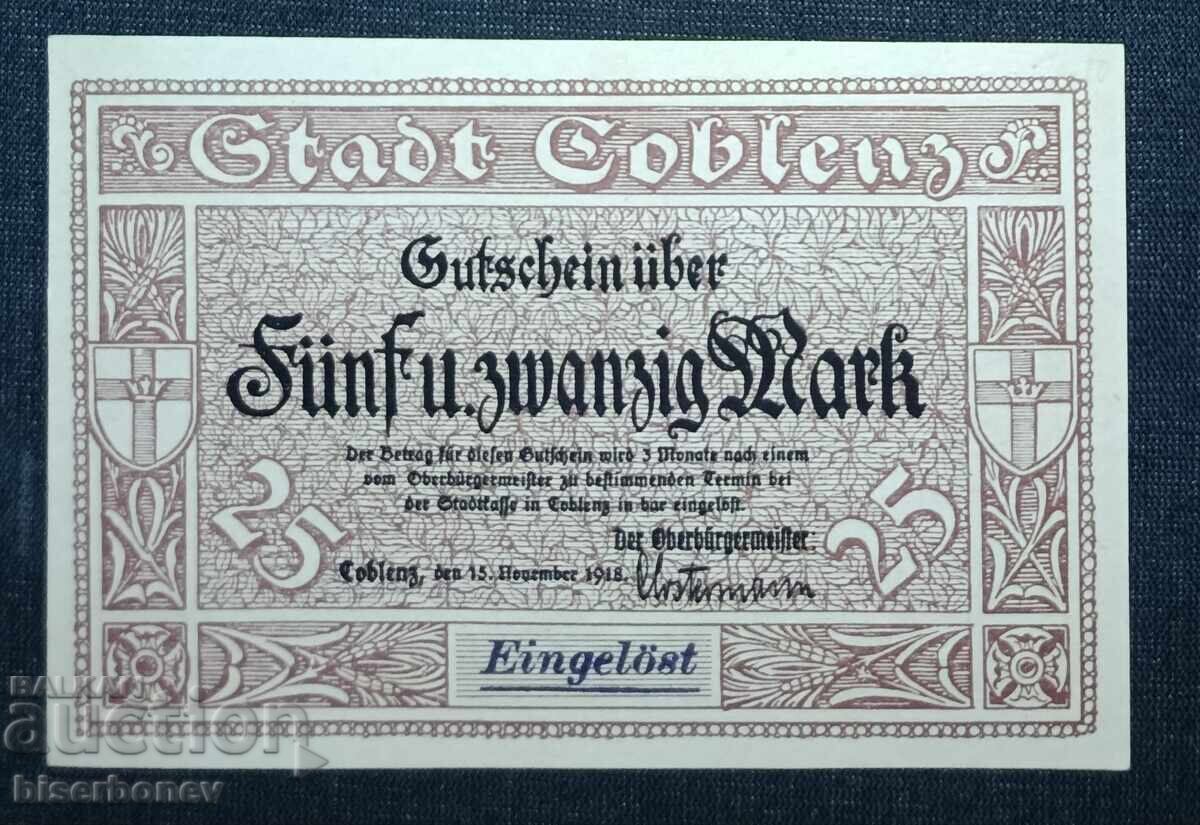 Stadt Coblenz
Gutschein über
Fünf u. zwanzig Mark
Der Betrag für diesen Gutschein wird 3 Monate nach einem
vom Oberbürgermeister zu bestimmenden Termin bei
der Stadtkasse in Coblenz in bar eingelöst.
25
25
Der Oberbürgermeister:
Coblenz, den 15. November 1918.
Clostermann
Eingelöst
BALKAN
auction
biserbonev